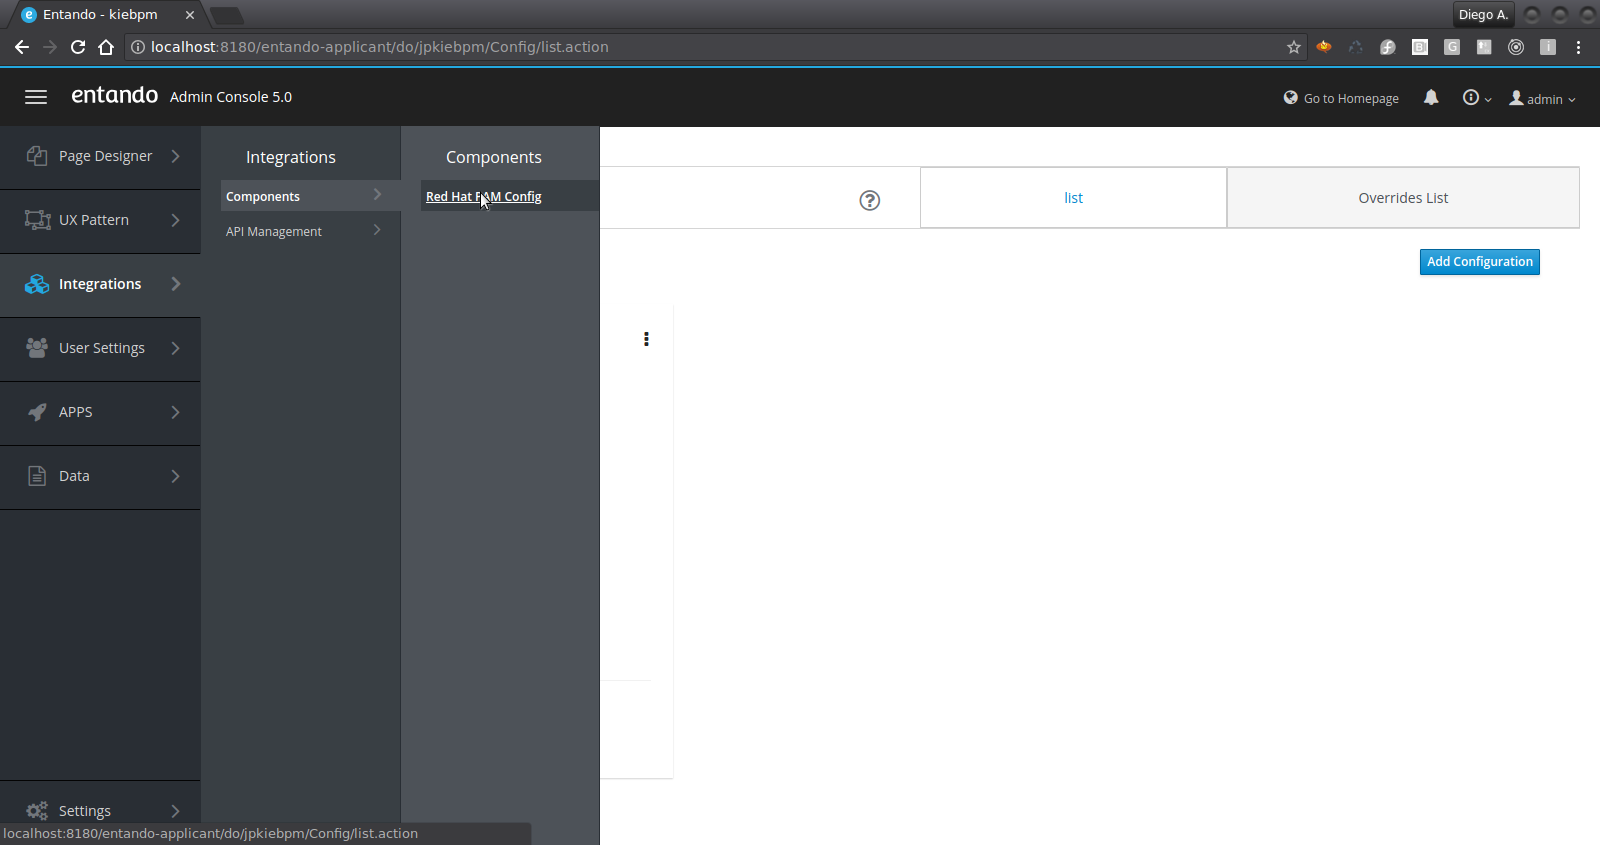 Entando - kiebpm
Diego A.
localhost:8180/entando-applicant/do/jpkiebpm/Config/list.action
entando Admin Console 5.0
Go to Homepage
admin
Page Designer
UX Pattern
Integrations
User Settings
APPS
Data
Settings
Integrations
Components
API Management
Components
Red Hat PAM Config
list
Overrides List
Add Configuration
localhost:8180/entando-applicant/do/jpkiebpm/Config/list.action